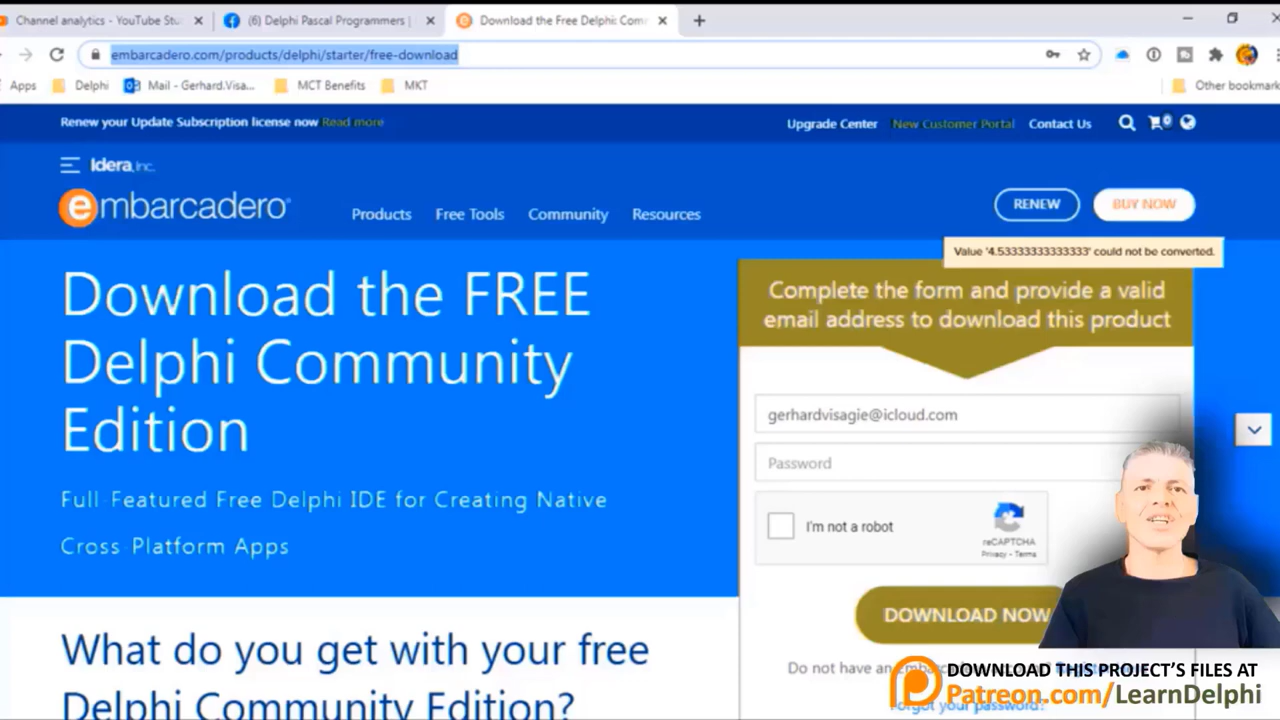 Channel analytics - YouTube Stu
(6) Delphi Pascal Programmers |
Download the Free Delphi Com
embarcadero.com/products/delphi/starter/free-download
Apps
Delphi
Mail - Gerhard.Visa...
MCT Benefits
MKT
Other bookmark
Renew your Update Subscription license now Read more
Upgrade Center
New Customer Portal
Contact Us
0
Idera, Inc.
embarcadero®
Products
Free Tools
Community
Resources
RENEW
BUY NOW
Value '4.53333333333333' could not be converted.
Download the FREE
Delphi Community
Edition
Full-Featured Free Delphi IDE for Creating Native
Cross-Platform Apps
Complete the form and provide a valid
email address to download this product
gerhardvisagie@icloud.com
Password
I'm not a robot
reCAPTCHA
Privacy - Terms
DOWNLOAD NOW
Do not have an
Forgot your password?
What do you get with your free
Delphi Community Edition?
DOWNLOAD THIS PROJECT'S FILES AT
Patreon.com/LearnDelphi